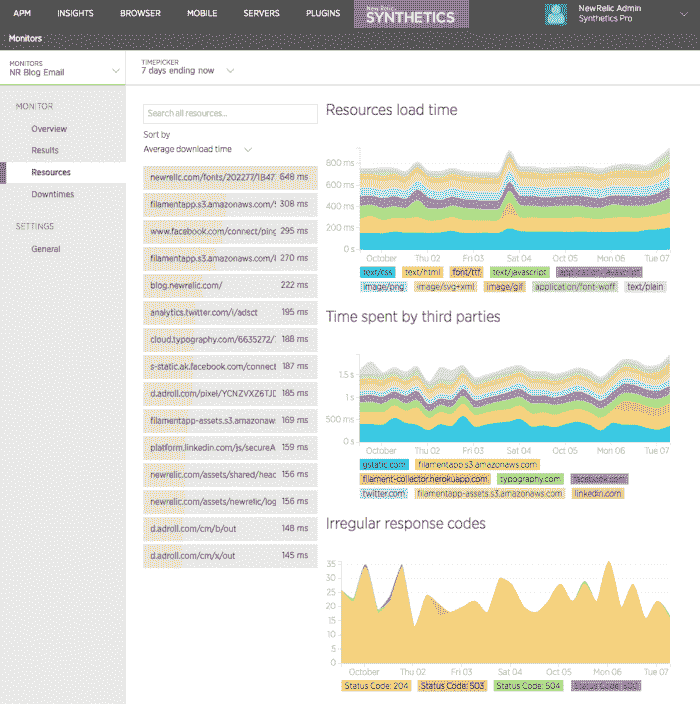 APM INSIGHTS BROWSER MOBILE SERVERS PLUGINS
New Relic
SYNTHETICS
NewRelic Admin
Synthetics Pro
Monitors
MONITORS
NR Blog Email
TIMEPICKER
7 days ending now
MONITOR
Overview
Results
Resources
Downtimes
SETTINGS
General
Search all resources...
Sort by
Average download time
newrelic.com/fonts/202277/1B47 648 ms
filamentapp.s3.amazonaws.com/ 308 ms
www.facebook.com/connect/ping 295 ms
filamentapp.s3.amazonaws.com/ 270 ms
blog.newrelic.com/ 222 ms
analytics.twitter.com/i/adsct 195 ms
cloud.typography.com/6635272/ 188 ms
s-static.ak.facebook.com/connect 187 ms
d.adroll.com/pixel/YCNZVXZ6TJD 185 ms
filamentapp-assets.s3.amazonaw 169 ms
platform.linkedin.com/js/secureA 159 ms
newrelic.com/assets/shared/head 156 ms
newrelic.com/assets/newrelic/log 156 ms
d.adroll.com/cm/b/out 148 ms
d.adroll.com/cm/x/out 145 ms
Resources load time
800 ms
600 ms
400 ms
200 ms
0 s
October Thu 02 Fri 03 Sat 04 Oct 05 Mon 06 Tue 07
text/css text/html font/ttf text/javascript application/javascript
image/png image/svg+xml image/gif application/font-woff text/plain
Time spent by third parties
1.5 s
1 s
500 ms
0 s
October Thu 02 Fri 03 Sat 04 Oct 05 Mon 06 Tue 07
gstatic.com filamentapp.s3.amazonaws.com
filament-collector.herokuapp.com typography.com facebook.com
twitter.com filamentapp-assets.s3.amazonaws.com linkedin.com
Irregular response codes
35
30
25
20
15
10
5
0
October Thu 02 Fri 03 Sat 04 Oct 05 Mon 06 Tue 07
Status Code: 204 Status Code: 503 Status Code: 504 Status Code: